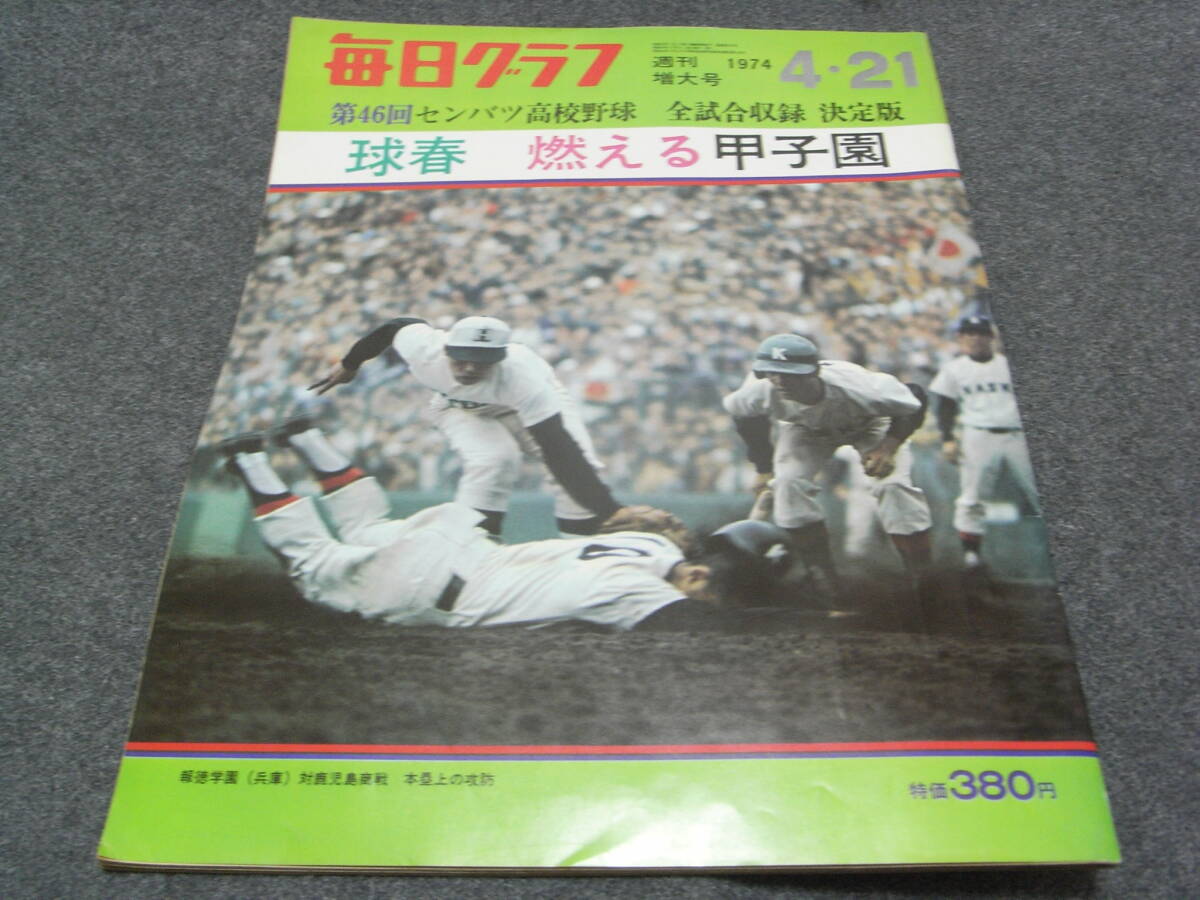 毎日グラフ
週刊 1974 4・21
増大号
第46回センバツ高校野球 全試合収録 決定版
球春 燃える甲子園
K
報徳学園(兵庫)対鹿児島商戦 本塁上の攻防
特価380円